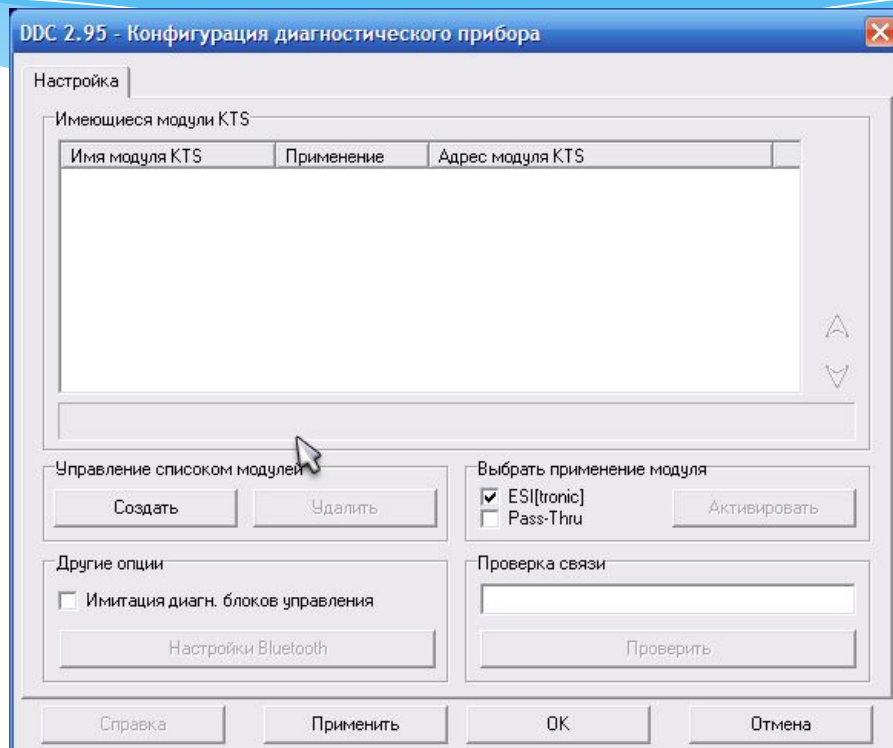 DDC 2.95 - Конфигурация диагностического прибора
Настройка
Имеющиеся модули KTS
Имя модуля KTS Применение Адрес модуля KTS
Управление списоком модулей
Создать Удалить
Выбрать применение модуля
ESI[tronic]
Pass-Thru
Активировать
Другие опции
Имитация диагн. блоков управления
Настройки Bluetooth
Проверка связи
Проверить
Справка Применить OK Отмена